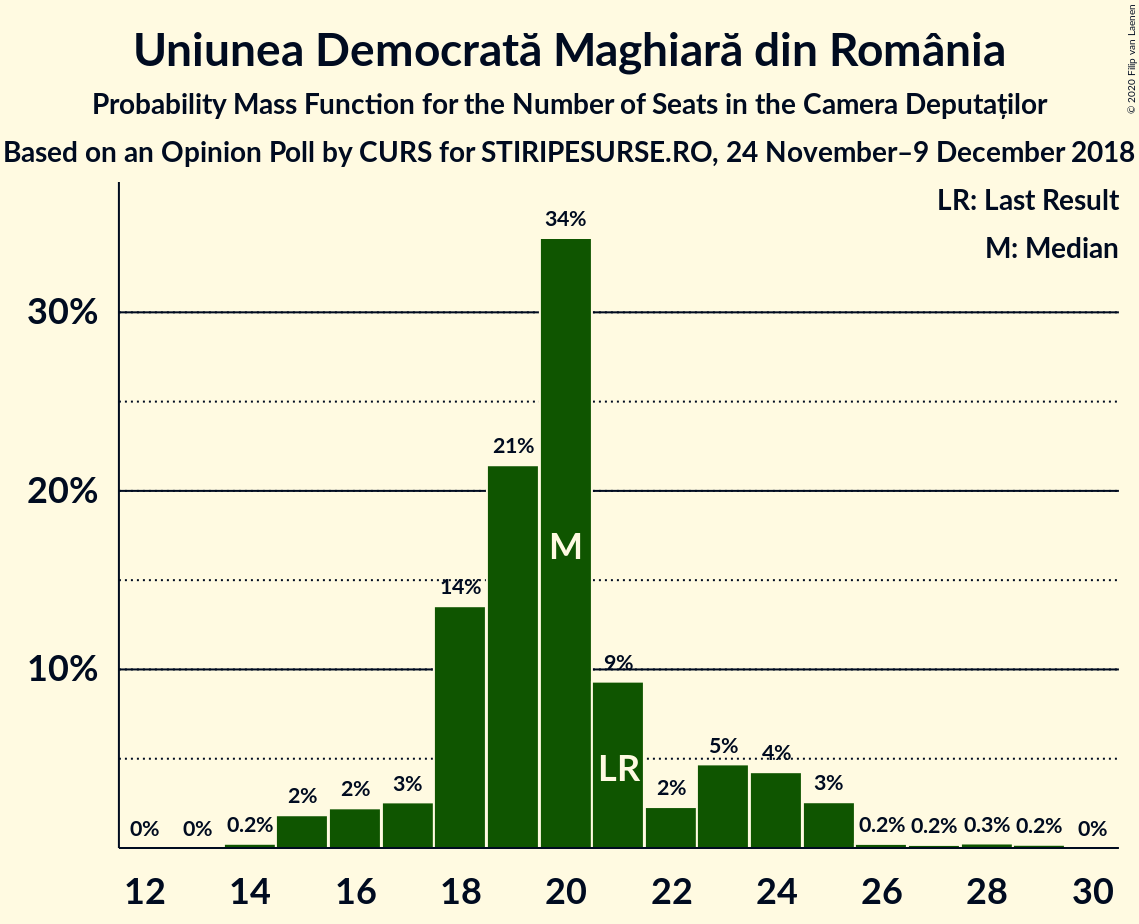 Uniunea Democrată Maghiară din România
Probability Mass Function for the Number of Seats in the Camera Deputaților
Based on an Opinion Poll by CURS for STIRIPESURSE.RO, 24 November–9 December 2018
© 2020 Filip van Laenen
LR: Last Result
M: Median
30%
20%
10%
0%
0%
0.2%
2%
2%
3%
14%
21%
34%
9%
2%
5%
4%
3%
0.2%
0.2%
0.3%
0.2%
0%
M
LR
12 14 16 18 20 22 24 26 28 30